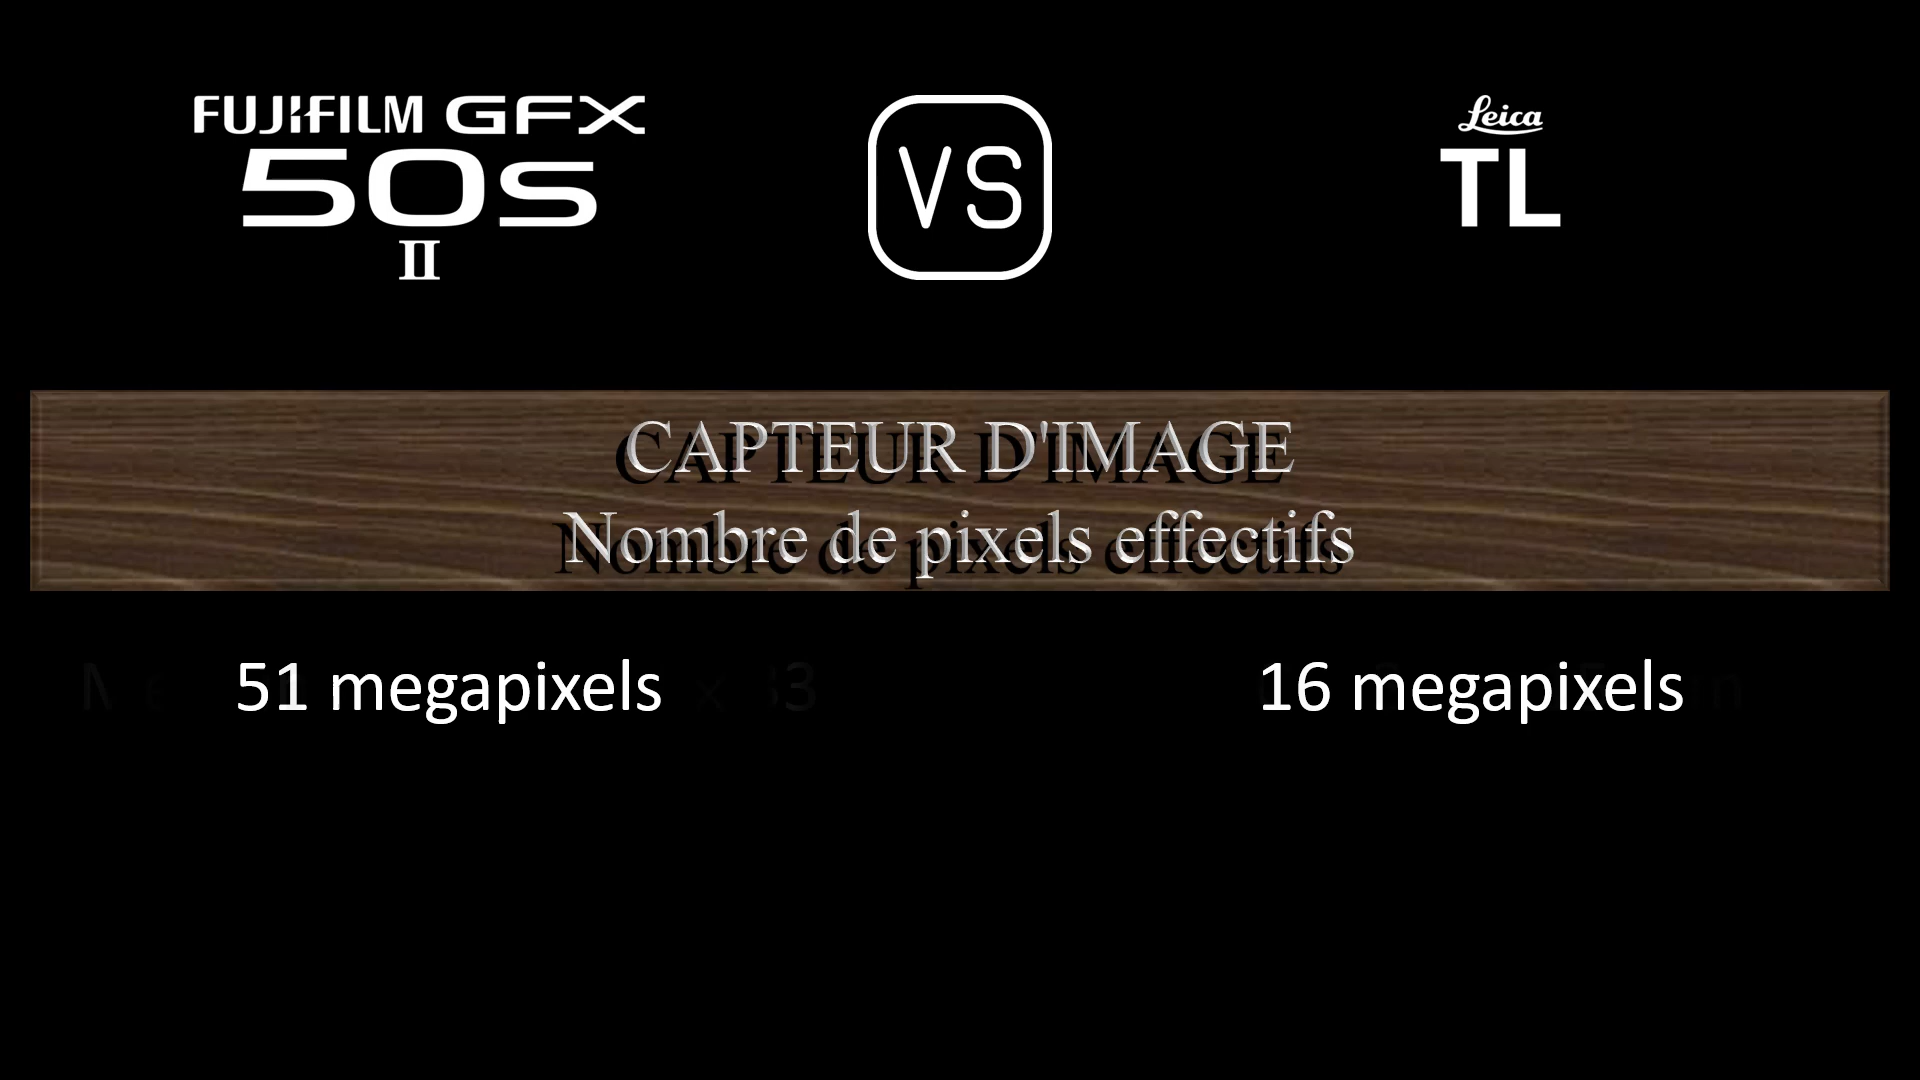 FUJIFILM GFX
50S
II
VS
Leica
TL
CAPTEUR D'IMAGE
Nombre de pixels effectifs
51 megapixels
16 megapixels